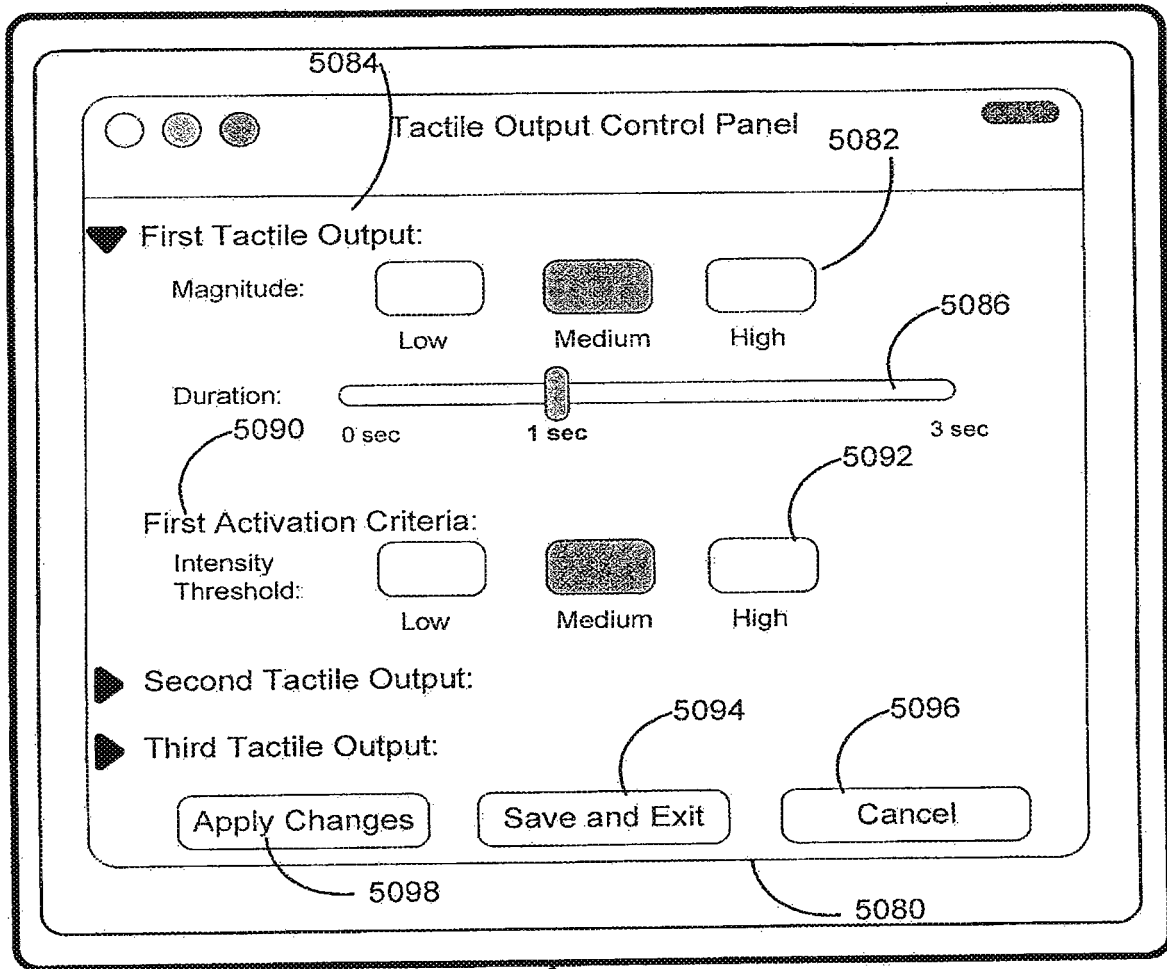 5084
Tactile Output Control Panel
5082
First Tactile Output:
Magnitude:
Low Medium High
5086
Duration:
0 sec 1 sec 3 sec
5090
5092
First Activation Criteria:
Intensity
Threshold:
Low Medium High
Second Tactile Output:
5094 5096
Third Tactile Output:
Apply Changes Save and Exit Cancel
5098
5080